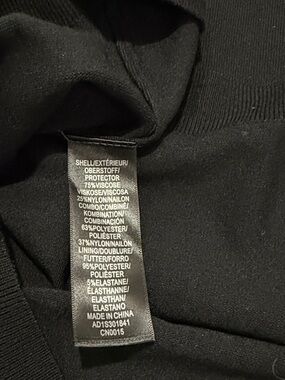 SHELL/EXTÉRIEUR/
OBERSTOFF/
PROTECTOR
75%VISCOSE
VISKOSE/VISCOSA
25%NYLON/NAILON
COMBO/COMBINÉ/
KOMBINATION/
COMBINACIÓN
63%POLYESTER/
POLIÉSTER
37%NYLON/NAILON
LINING/DOUBLURE/
FUTTER/FORRO
95%POLYESTER/
POLIÉSTER
5%ELASTANE/
ÉLASTHANNE/
ELASTHAN/
ELASTANO
MADE IN CHINA
AD1S301841
CN0015